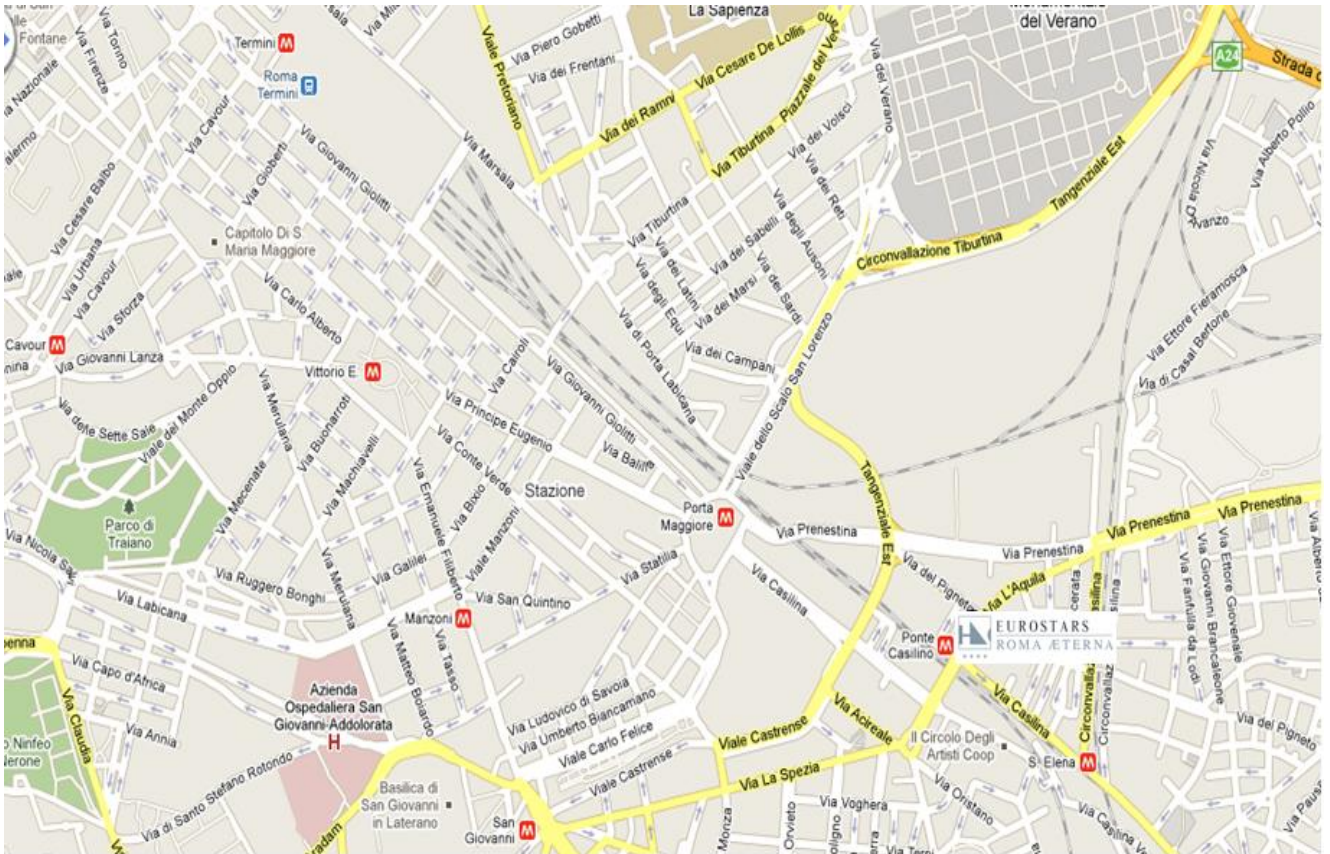 La Sapienza
del Verano
Fontane
Via Torino
Via Firenze
Termini
M
Roma
Termini
Via Piero Gobetti
Via dei Frentani
Via Cesare De Lollis
Viale Pretoriano
Via dei Ramni
Via Tiburtina
Piazzale del Ver
Via del Verano
Via dei Volsci
A24
Strada
Via Alberto Pollio
Via Nicola
Tangenziale Est
Via Cavour
Via Giovanni Giolitti
Via Gioberti
Via Marsala
Via Cesare Balbo
Via Urbana
Via Cavour
Via Sforza
Capitolo Di S
Maria Maggiore
Via Tiburtina
Via dei Reti
Via degli Ausoni
Via dei Sabelli
Via dei Latini
Via degli Equi
Via dei Marsi
Via dei Sardi
Circonvallazione Tiburtina
Via Ettore Fieramosca
Via di Casal Bertone
Via Carlo Alberto
Cavour
M
Via Giovanni Lanza
Vittorio E.
M
Via Cairoli
Via di Porta Labicana
Via dei Campani
Viale dello Scalo San Lorenzo
Via Giovanni Giolitti
Via Principe Eugenio
Via delle Sette Sale
Viale del Monte Oppio
Via Merulana
Via Buonarroti
Via Machiavelli
Via Mecenate
Via Conte Verde
Via Emanuele Filiberto
Via Bixio
Viale Manzoni
Stazione
Parco di
Traiano
Porta
Maggiore
M
Via Prenestina
Tangenziale Est
Via Prenestina
Via Prenestina
Via Prenestina
Via Ruggero Bonghi
Via Galilei
Via Merulana
Via Labicana
Via Statilia
Via San Quintino
Manzoni
M
Via Casilina
Via L'Aquila
Via Fanfulla da Lodi
Via Giovanni Brancaleone
Via Ettore Giovenale
EUROSTARS
ROMA ÆTERNA
Ponte
Casilino
M
Via Capo d'Africa
Via Claudia
Via Annia
Azienda
Ospedaliera San
Giovanni-Addolorata
H
Via Matteo Boiardo
Via Tasso
Via Ludovico di Savoia
Via Umberto Biancamano
Viale Carlo Felice
Viale Castrense
Viale Castrense
Via Acireale
Via Casilina
Via del Pigneto
Il Circolo Degli
Artisti Coop
S. Elena
M
Via La Spezia
Via di Santo Stefano Rotondo
Basilica di
San Giovanni
in Laterano
San
Giovanni
M
Via Voghera
Via Oristano
Orvieto
Monza